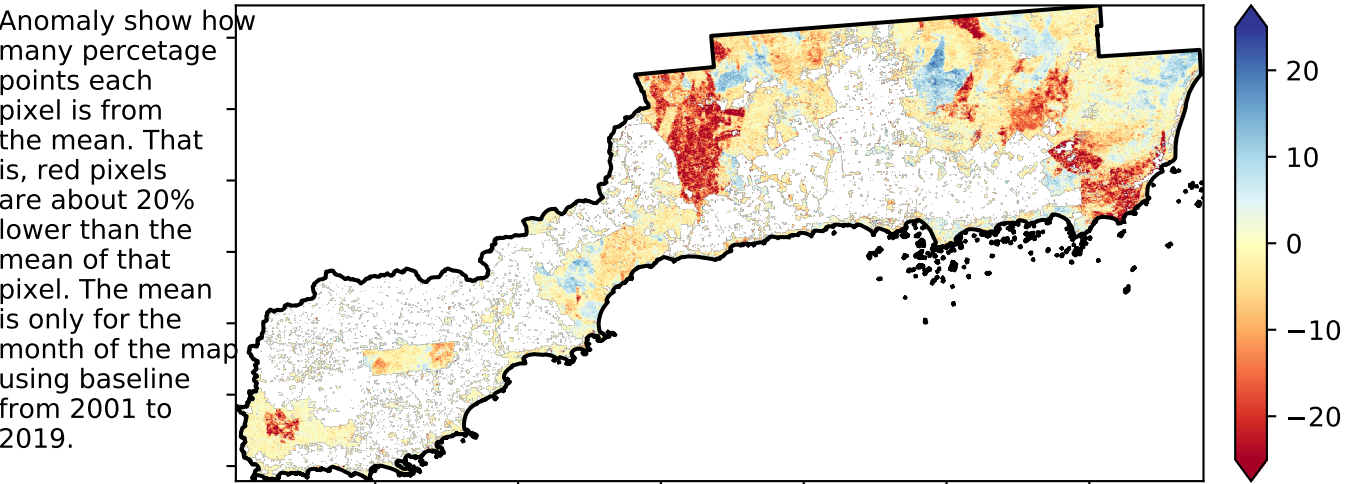 Anomaly show how
many percetage
points each
pixel is from
the mean. That
is, red pixels
are about 20%
lower than the
mean of that
pixel. The mean
is only for the
month of the map
using baseline
from 2001 to
2019.
20
10
0
−10
−20